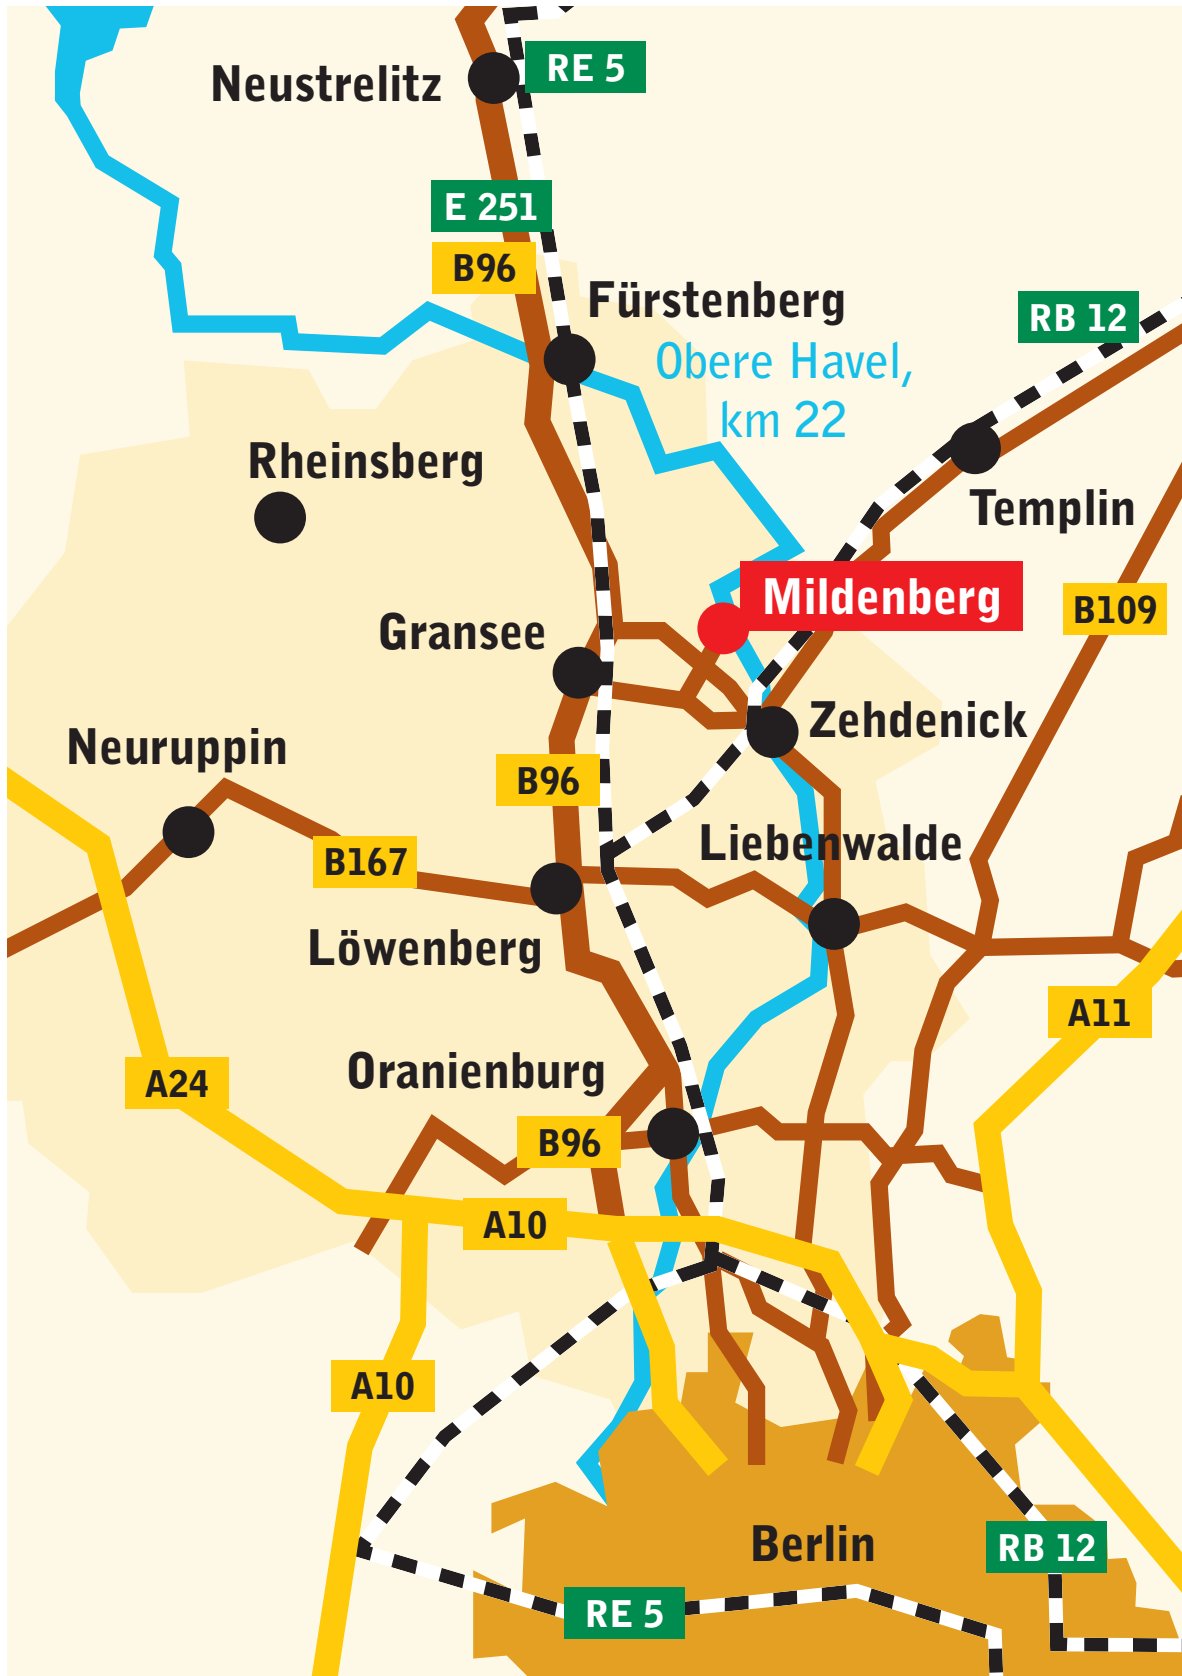 Neustrelitz
RE 5
E 251
B96
Fürstenberg
RB 12
Obere Havel,
km 22
Rheinsberg
Templin
Mildenberg
B109
Gransee
Zehdenick
Neuruppin
B96
B167
Liebenwalde
Löwenberg
A11
Oranienburg
A24
B96
A10
A10
Berlin
RB 12
RE 5